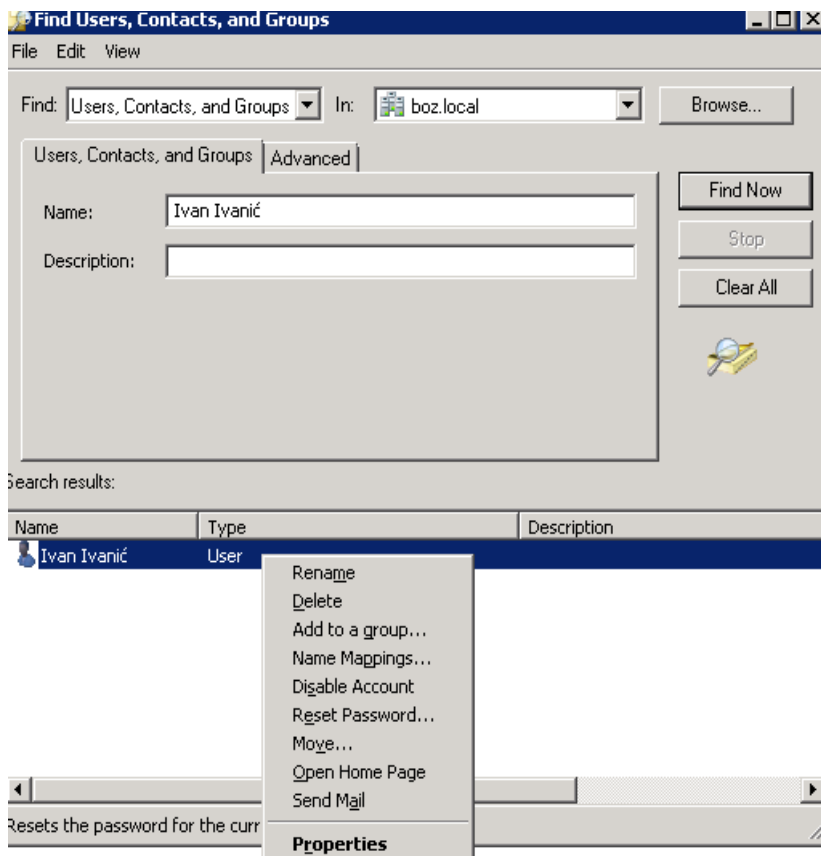 Find Users, Contacts, and Groups
File Edit View
Find: Users, Contacts, and Groups In: boz.local Browse...
Users, Contacts, and Groups Advanced
Name: Ivan Ivanić
Description:
Find Now
Stop
Clear All
Search results:
Name Type Description
Ivan Ivanić User
Rename
Delete
Add to a group...
Name Mappings...
Disable Account
Reset Password...
Move...
Open Home Page
Send Mail
Properties
Resets the password for the curr